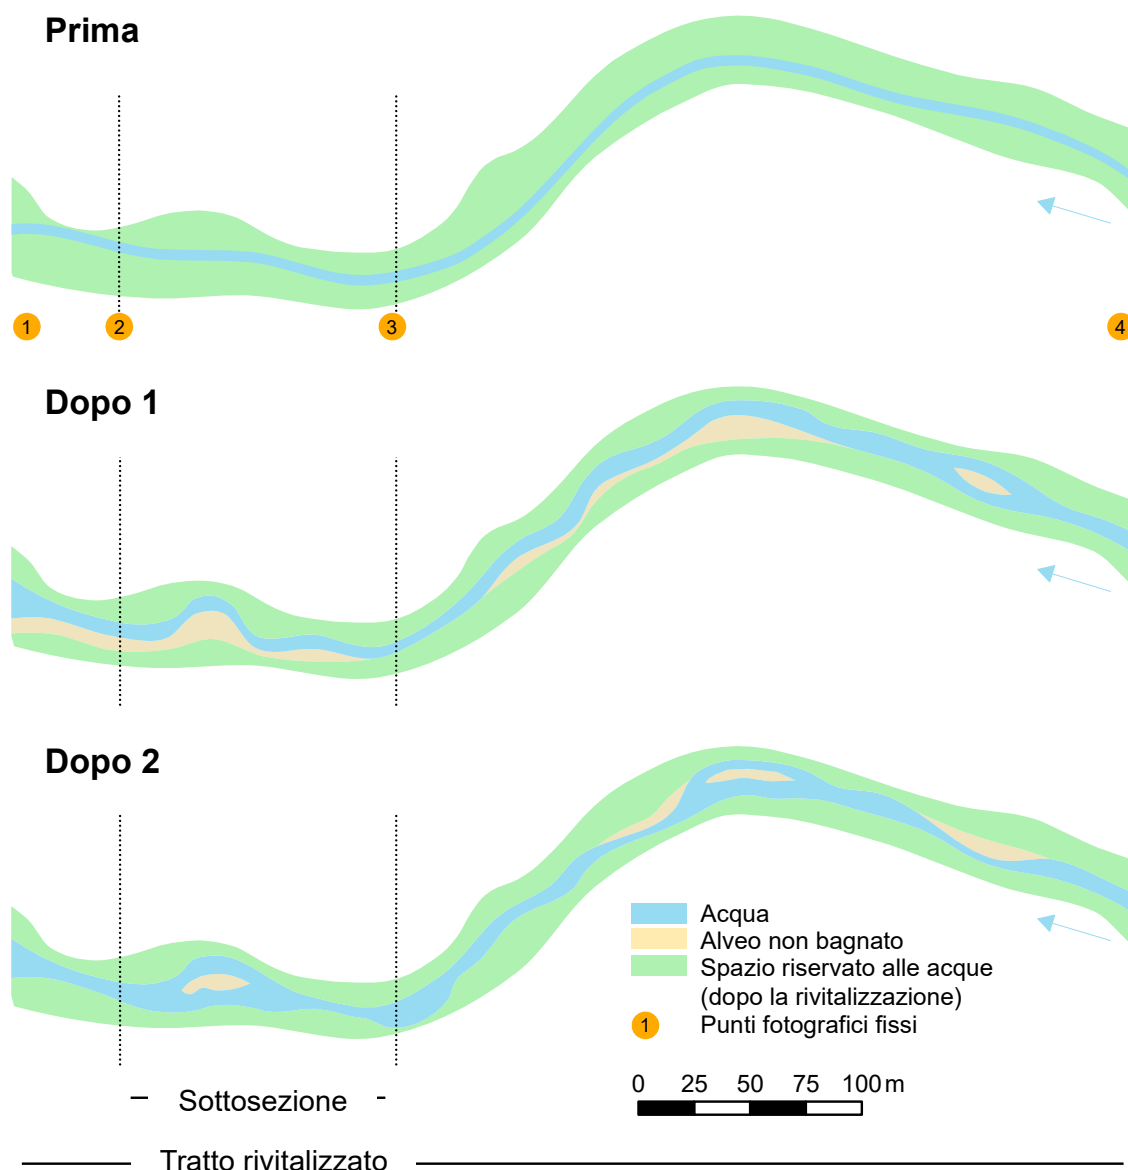 Prima
1 2 3 4
Dopo 1
Dopo 2
Acqua
Alveo non bagnato
Spazio riservato alle acque
(dopo la rivitalizzazione)
1 Punti fotografici fissi
0 25 50 75 100 m
Sottosezione
Tratto rivitalizzato